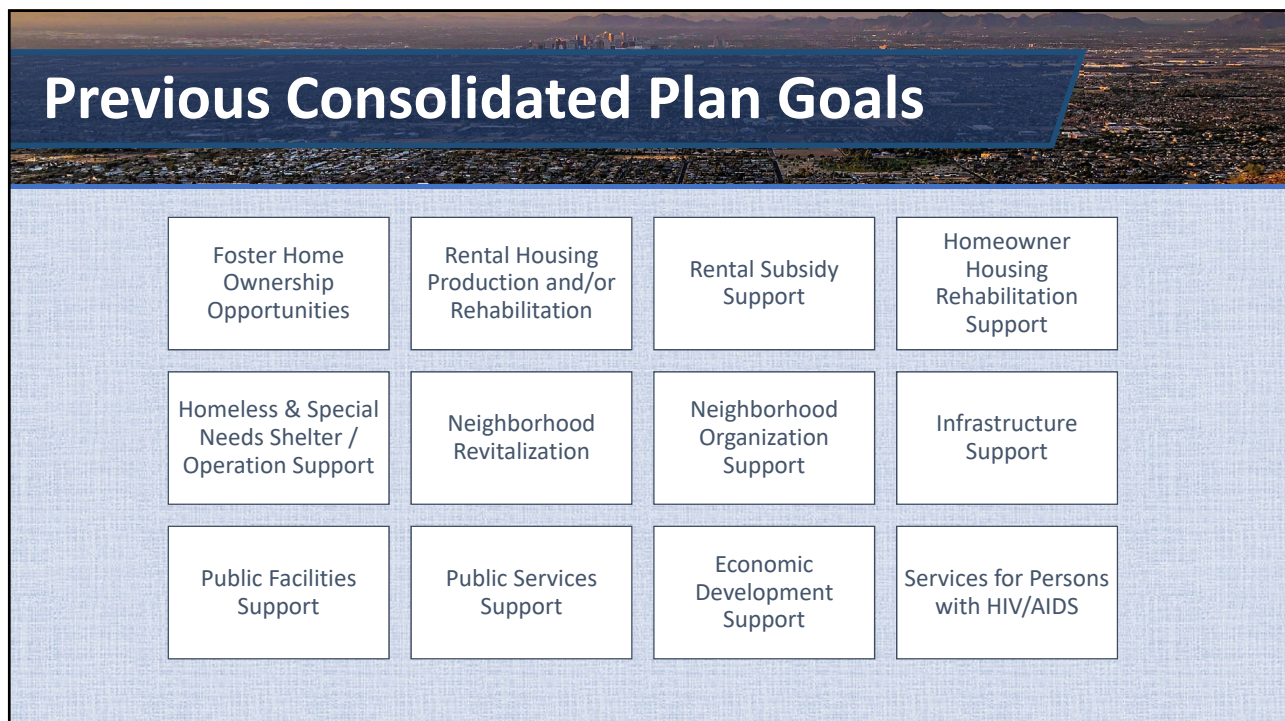 Previous Consolidated Plan Goals
Foster Home
Ownership
Opportunities
Rental Housing
Production and/or
Rehabilitation
Rental Subsidy
Support
Homeowner
Housing
Rehabilitation
Support
Homeless & Special
Needs Shelter /
Operation Support
Neighborhood
Revitalization
Neighborhood
Organization
Support
Infrastructure
Support
Public Facilities
Support
Public Services
Support
Economic
Development
Support
Services for Persons
with HIV/AIDS